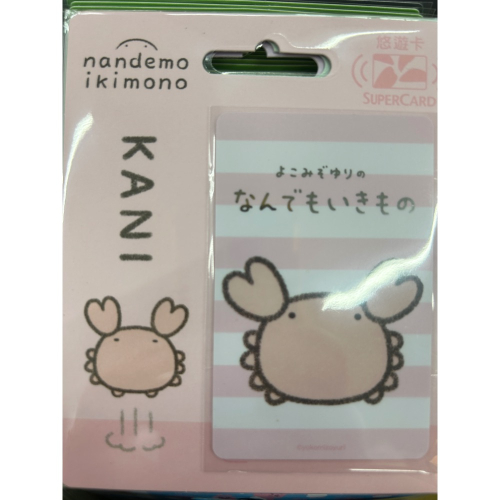 nandemo
ikimono
悠遊卡
SUPERCARD
KANI
よこみぞゆりの
なんでもいきもの